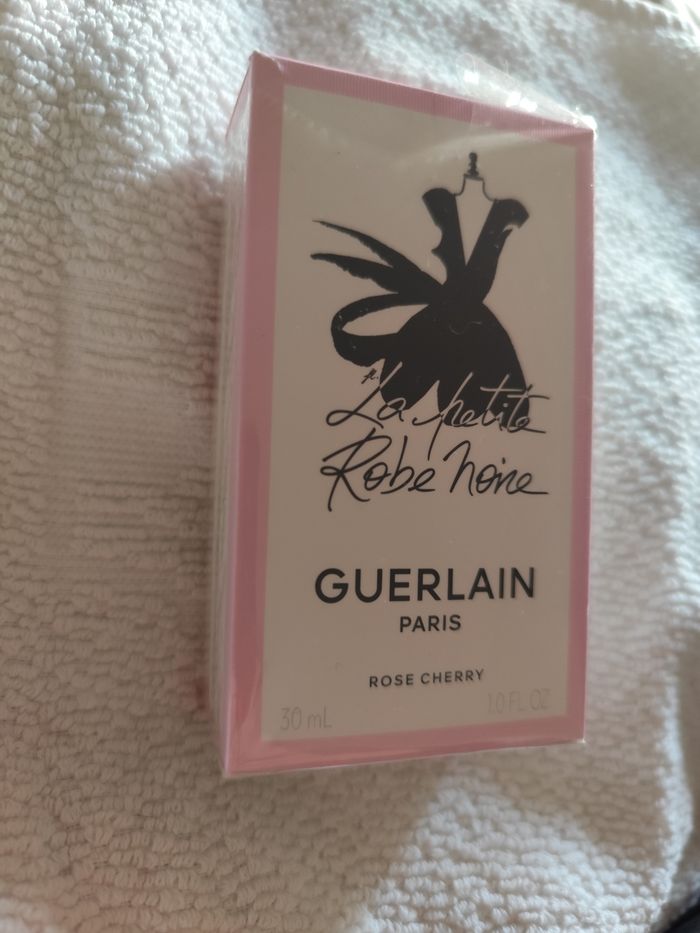 La petite
Robe noire
GUERLAIN
PARIS
ROSE CHERRY
30 mL
1.0 FL.OZ